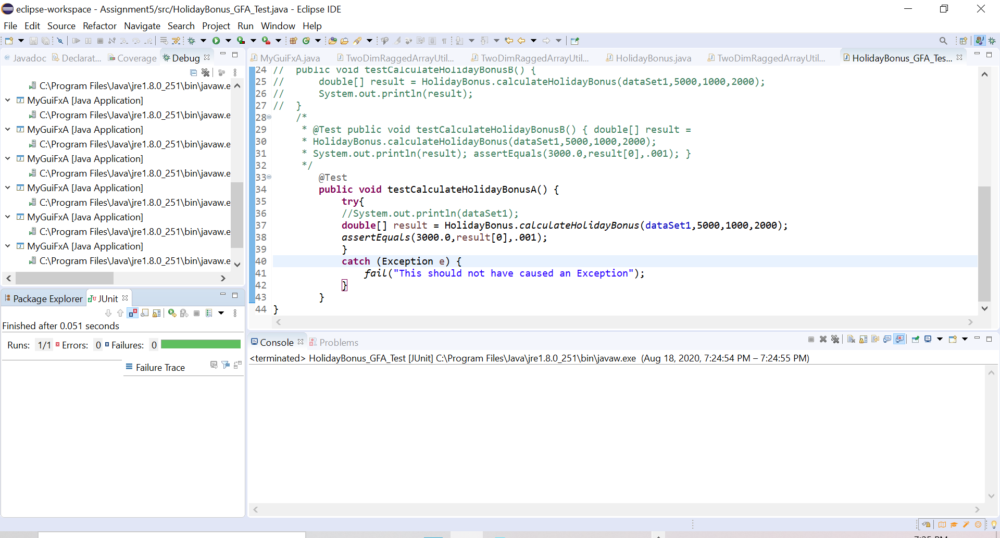 eclipse-workspace - Assignment5/src/HolidayBonus_GFA_Test.java - Eclipse IDE
File Edit Source Refactor Navigate Search Project Run Window Help
Javadoc Declarat... Coverage Debug
C:\Program Files\Java\jre1.8.0_251\bin\javaw.e
MyGuiFxA [Java Application]
C:\Program Files\Java\jre1.8.0_251\bin\javaw.e
MyGuiFxA [Java Application]
C:\Program Files\Java\jre1.8.0_251\bin\javaw.e
MyGuiFxA [Java Application]
C:\Program Files\Java\jre1.8.0_251\bin\javaw.e
MyGuiFxA [Java Application]
C:\Program Files\Java\jre1.8.0_251\bin\javaw.e
MyGuiFxA [Java Application]
C:\Program Files\Java\jre1.8.0_251\bin\javaw.e
MyGuiFxA [Java Application]
C:\Program Files\Java\jre1.8.0_251\bin\javaw.e
Package Explorer JUnit
Finished after 0.051 seconds
Runs: 1/1 Errors: 0 Failures: 0
Failure Trace
MyGuiFxA.java TwoDimRaggedArrayUtil... TwoDimRaggedArrayUtil... HolidayBonus.java TwoDimRaggedArrayUtil... HolidayBonus_GFA_Tes...
24 // public void testCalculateHolidayBonusB() {
25 // double[] result = HolidayBonus.calculateHolidayBonus(dataSet1,5000,1000,2000);
26 // System.out.println(result);
27 // }
28 /*
29 * @Test public void testCalculateHolidayBonusB() { double[] result =
30 * HolidayBonus.calculateHolidayBonus(dataSet1,5000,1000,2000);
31 * System.out.println(result); assertEquals(3000.0,result[0],.001); }
32 */
33 @Test
34 public void testCalculateHolidayBonusA() {
35 try{
36 //System.out.println(dataSet1);
37 double[] result = HolidayBonus.calculateHolidayBonus(dataSet1,5000,1000,2000);
38 assertEquals(3000.0,result[0],.001);
39 }
40 catch (Exception e) {
41 fail("This should not have caused an Exception");
42 }
43 }
44 }
Console Problems
<terminated> HolidayBonus_GFA_Test [JUnit] C:\Program Files\Java\jre1.8.0_251\bin\javaw.exe (Aug 18, 2020, 7:24:54 PM – 7:24:55 PM)
7:25 PM